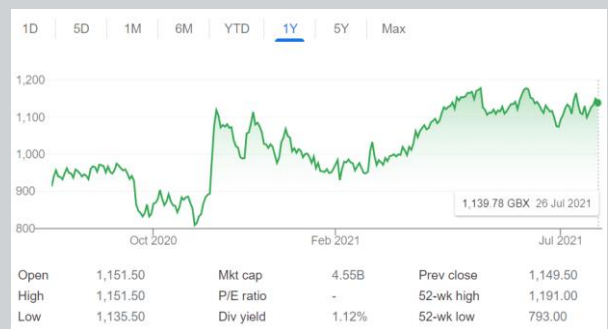 1D 5D 1M 6M YTD 1Y 5Y Max
1,200
1,100
1,000
900
800
1,139.78 GBX 26 Jul 2021
Oct 2020 Feb 2021 Jul 2021
Open 1,151.50 Mkt cap 4.55B Prev close 1,149.50
High 1,151.50 P/E ratio - 52-wk high 1,191.00
Low 1,135.50 Div yield 1.12% 52-wk low 793.00